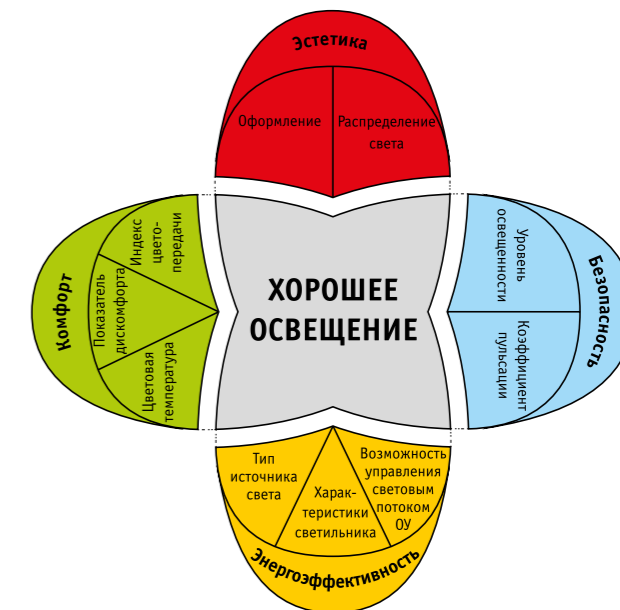 Эстетика
Оформление
Распределение
света
Комфорт
Индекс
цвето-
передачи
Показатель
дискомфорта
Цветовая
температура
ХОРОШЕЕ
ОСВЕЩЕНИЕ
Безопасность
Уровень
освещенности
Коэффициент
пульсации
Тип
источника
света
Харак-
теристики
светильника
Возможность
управления
световым
потоком
ОУ
Энергоэффективность